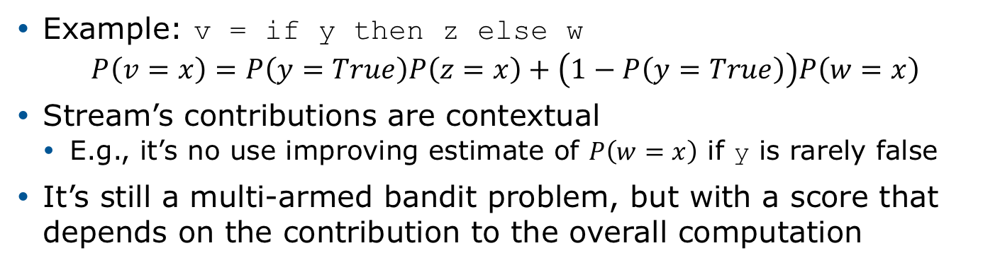 • Example: v = if y then z else w
P(v = x) = P(y = True)P(z = x) + (1 − P(y = True))P(w = x)
• Stream’s contributions are contextual
• E.g., it’s no use improving estimate of P(w = x) if y is rarely false
• It’s still a multi-armed bandit problem, but with a score that
depends on the contribution to the overall computation